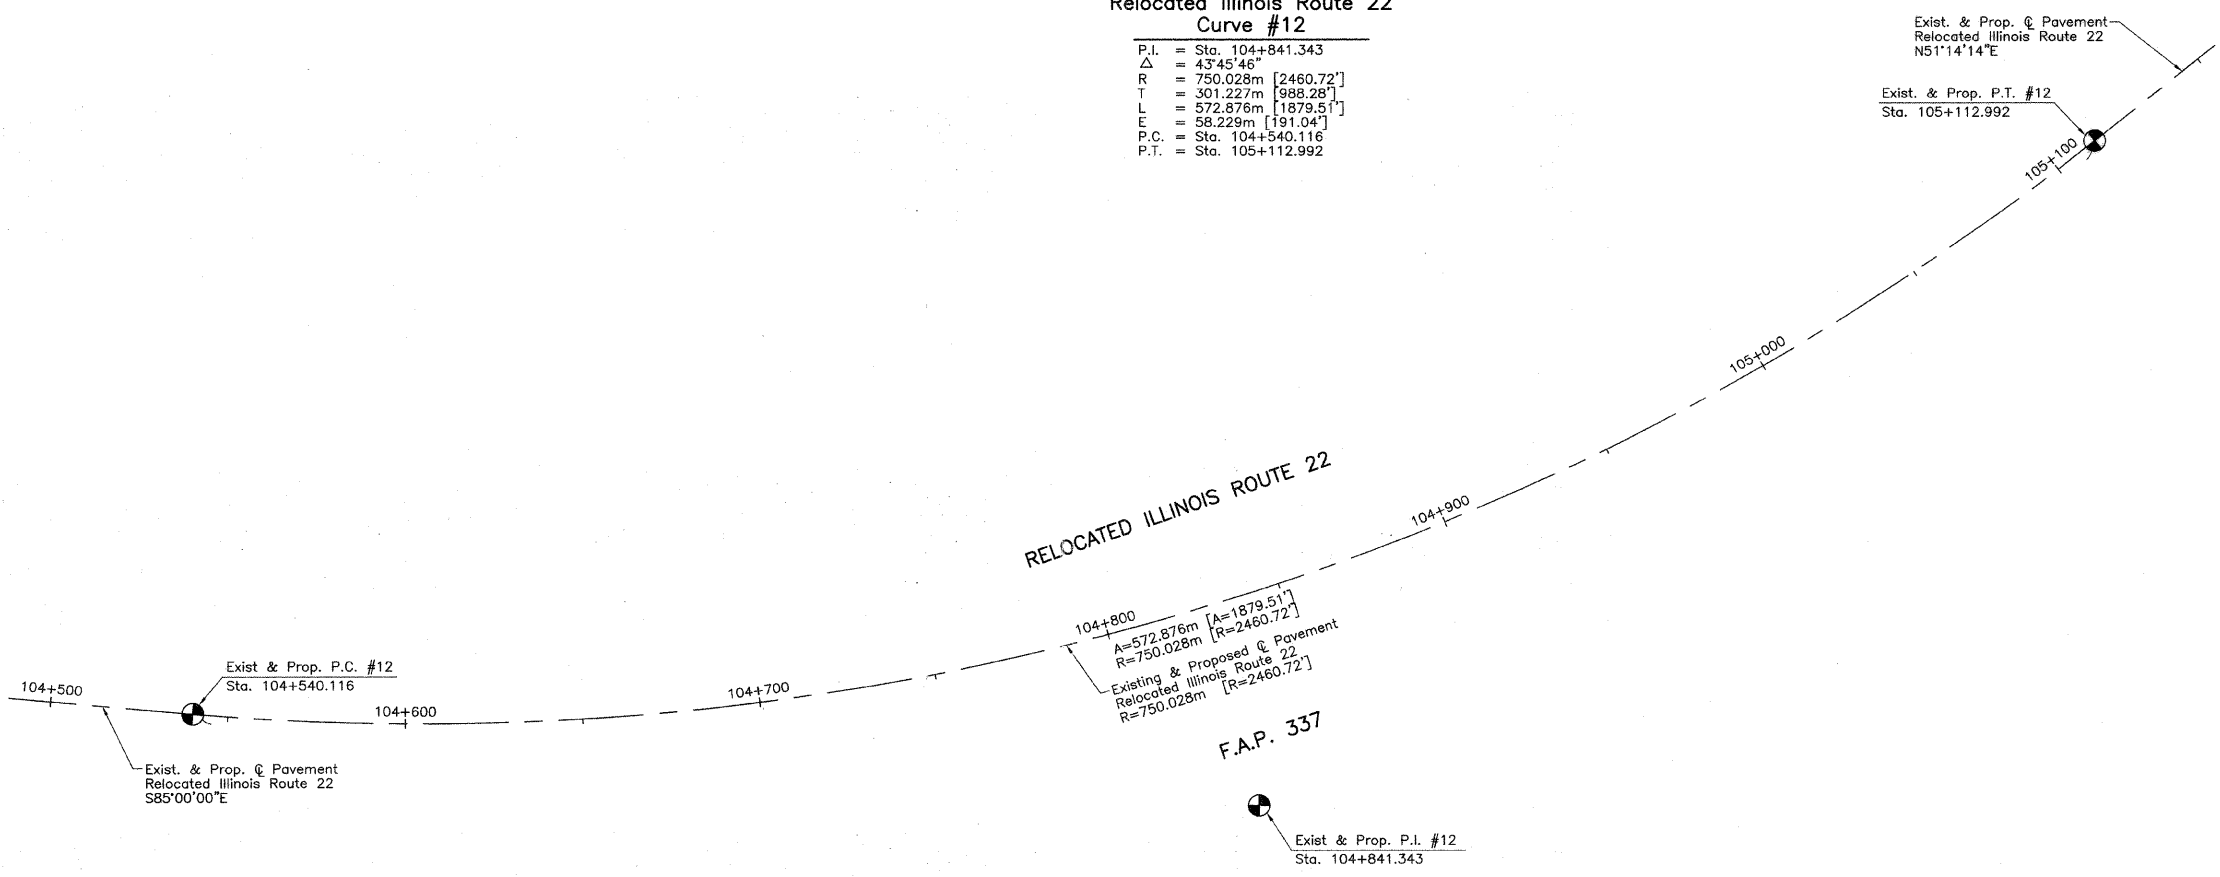 Relocated Illinois Route 22
Curve #12
P.I. = Sta. 104+841.343
△ = 43°45'46"
R = 750.028m [2460.72']
T = 301.227m [988.28']
L = 572.876m [1879.51']
E = 58.229m [191.04']
P.C. = Sta. 104+540.116
P.T. = Sta. 105+112.992
Exist. & Prop. ℄ Pavement
Relocated Illinois Route 22
N51°14'14"E
Exist. & Prop. P.T. #12
Sta. 105+112.992
105+100
105+000
104+900
RELOCATED ILLINOIS ROUTE 22
104+800
A=572.876m [A=1879.51']
R=750.028m [R=2460.72']
Existing & Proposed ℄ Pavement
Relocated Illinois Route 22
R=750.028m [R=2460.72']
F.A.P. 337
104+700
104+600
Exist & Prop. P.C. #12
Sta. 104+540.116
104+500
Exist. & Prop. ℄ Pavement
Relocated Illinois Route 22
S85°00'00"E
Exist & Prop. P.I. #12
Sta. 104+841.343